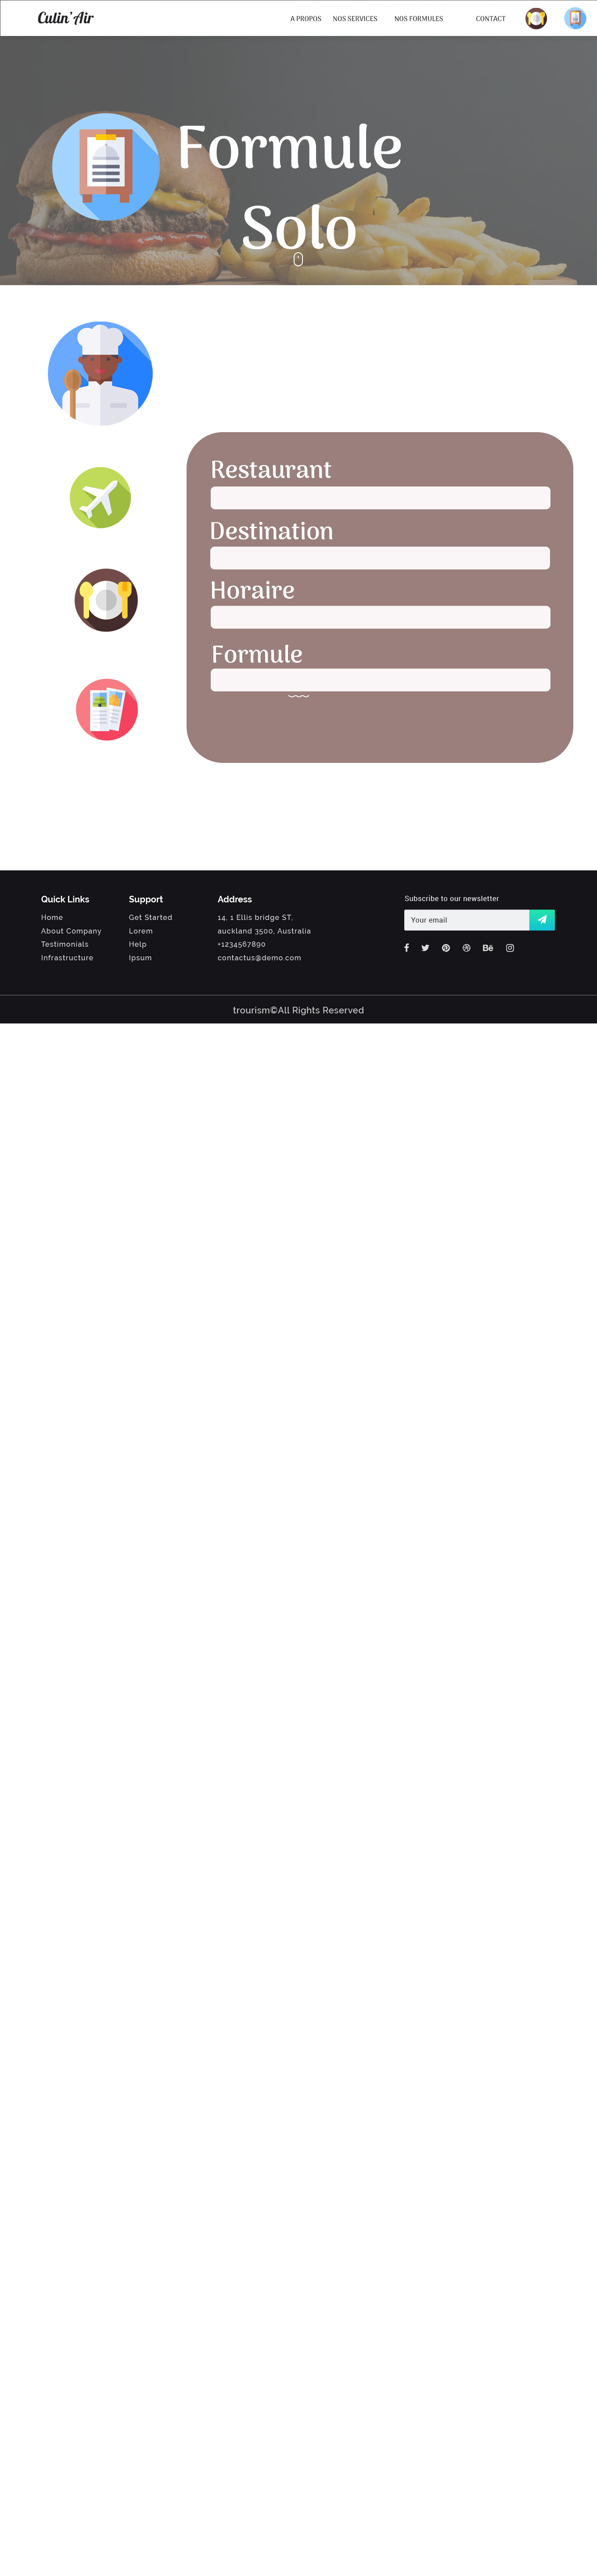 Culin'Air
A PROPOS NOS SERVICES NOS FORMULES CONTACT
Formule
Solo
Restaurant
Destination
Horaire
Formule
Quick Links
Home
About Company
Testimonials
Infrastructure
Support
Get Started
Lorem
Help
Ipsum
Address
14, 1 Ellis bridge ST,
auckland 3500, Australia
+1234567890
contactus@demo.com
Subscribe to our newsletter
Your email
trourism©All Rights Reserved